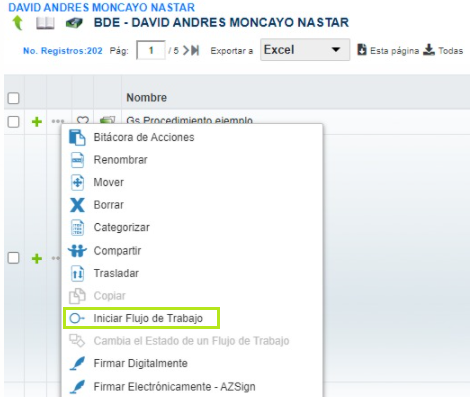 DAVID ANDRES MONCAYO NASTAR
BDE - DAVID ANDRES MONCAYO NASTAR
No. Registros:202 Pág: 1 / 5 Exportar a Excel Esta página Todas
Nombre
Gs Procedimiento ejemplo
Bitácora de Acciones
Renombrar
Mover
Borrar
Categorizar
Compartir
Trasladar
Copiar
Iniciar Flujo de Trabajo
Cambia el Estado de un Flujo de Trabajo
Firmar Digitalmente
Firmar Electrónicamente - AZSign